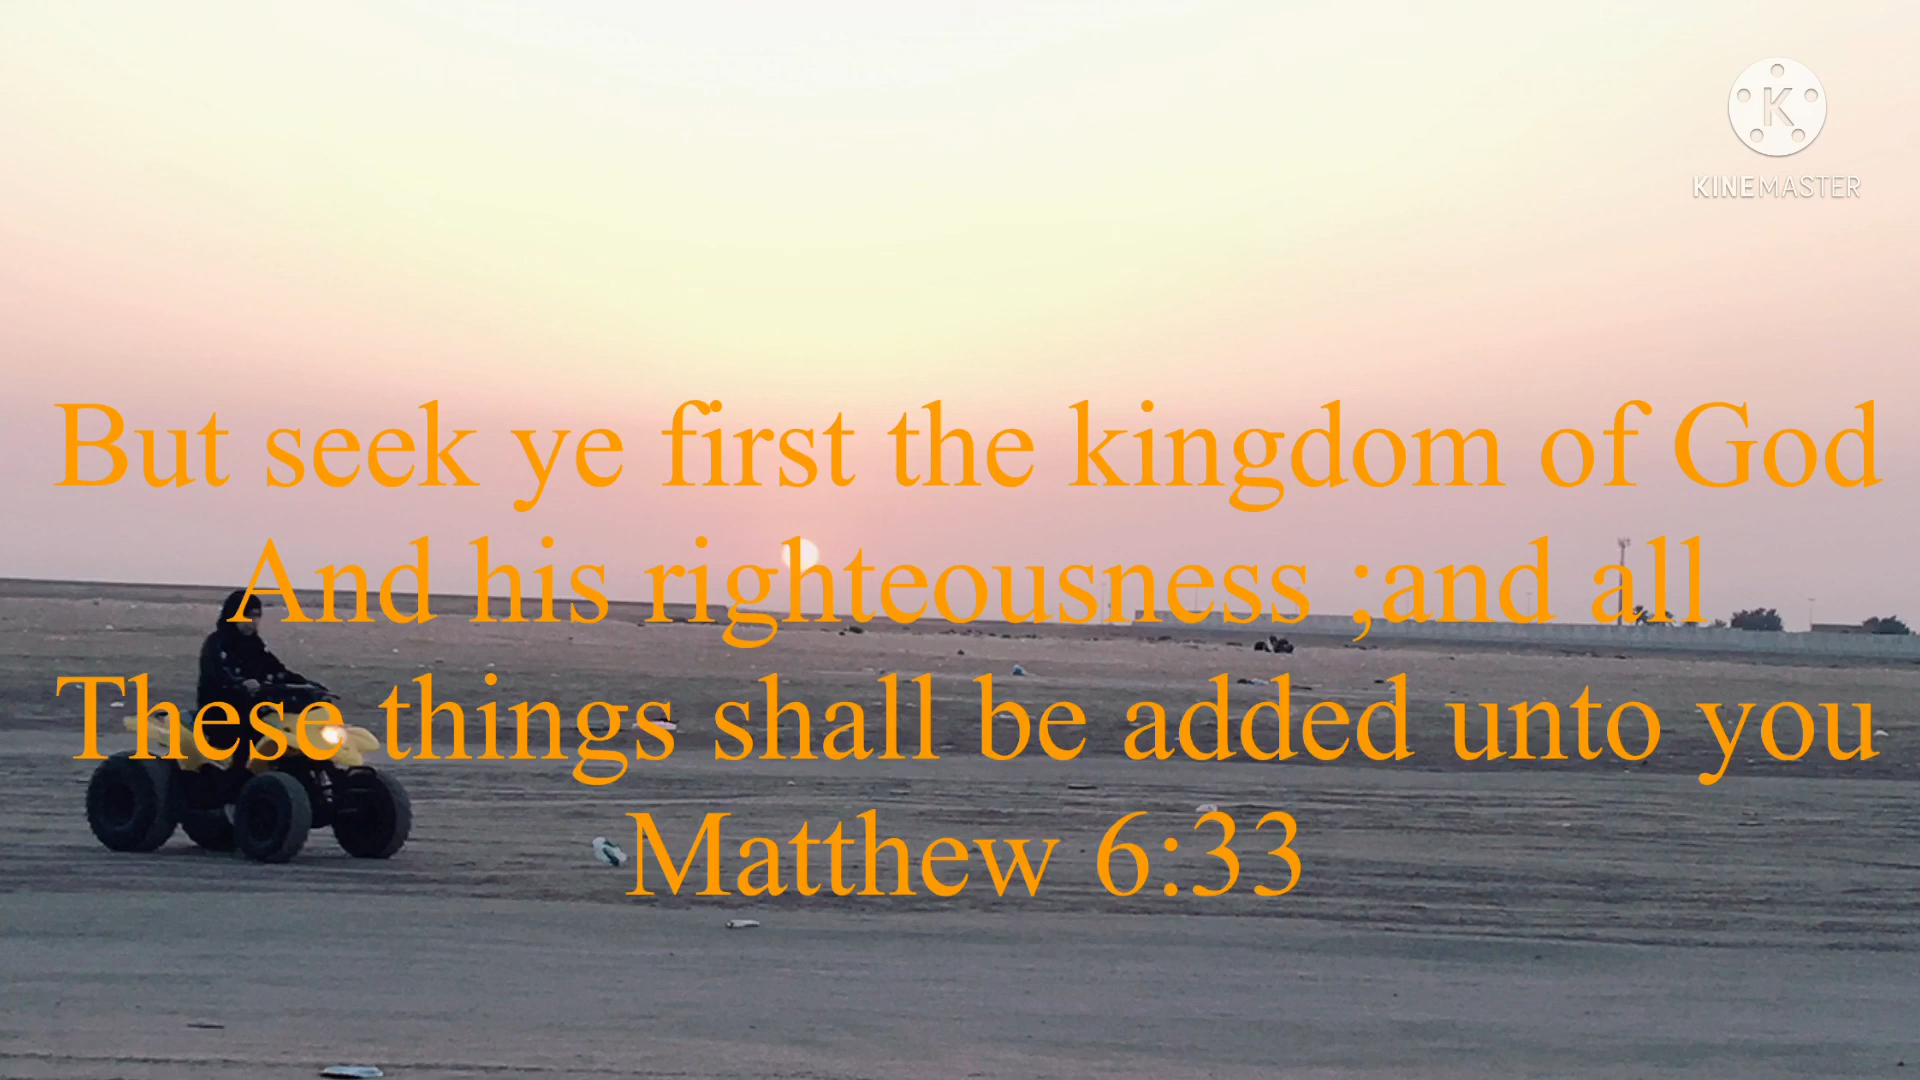 K
KINEMASTER
But seek ye first the kingdom of God
And his righteousness ;and all
These things shall be added unto you
Matthew 6:33